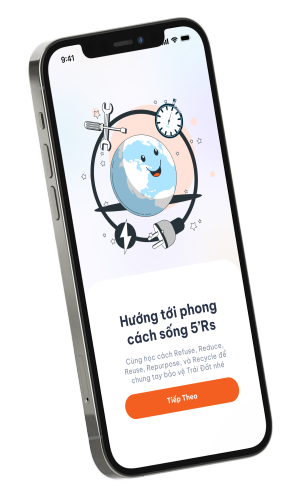 9:41
Hướng tới phong
cách sống 5'Rs
Cùng học cách Refuse, Reduce,
Reuse, Repurpose, và Recycle để
chung tay bảo vệ Trái Đất nhé
Tiếp Theo